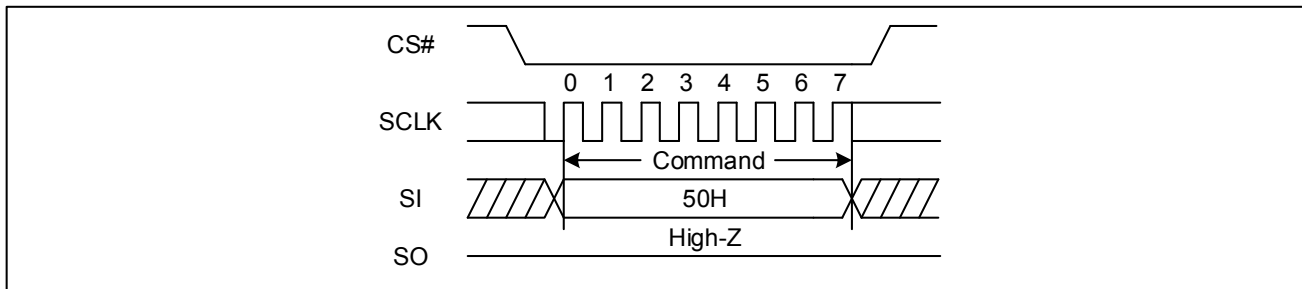 CS#
0 1 2 3 4 5 6 7
SCLK
Command
SI
50H
High-Z
SO